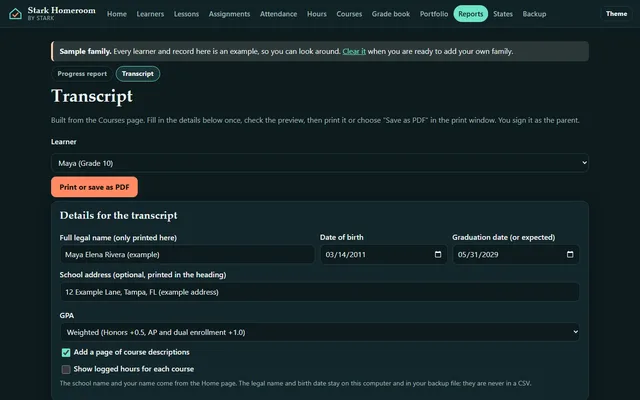 Stark Homeroom
BY STARK
Home Learners Lessons Assignments Attendance Hours Courses Grade book Portfolio Reports States Backup Theme
Sample family. Every learner and record here is an example, so you can look around. Clear it when you are ready to add your own family.
Progress report Transcript
Transcript
Built from the Courses page. Fill in the details below once, check the preview, then print it or choose "Save as PDF" in the print window. You sign it as the parent.
Learner
Maya (Grade 10)
Print or save as PDF
Details for the transcript
Full legal name (only printed here) Date of birth Graduation date (or expected)
Maya Elena Rivera (example) 03/14/2011 05/31/2029
School address (optional, printed in the heading)
12 Example Lane, Tampa, FL (example address)
GPA
Weighted (Honors +0.5, AP and dual enrollment +1.0)
Add a page of course descriptions
Show logged hours for each course
The school name and your name come from the Home page. The legal name and birth date stay on this computer and in your backup file; they are never in a CSV.